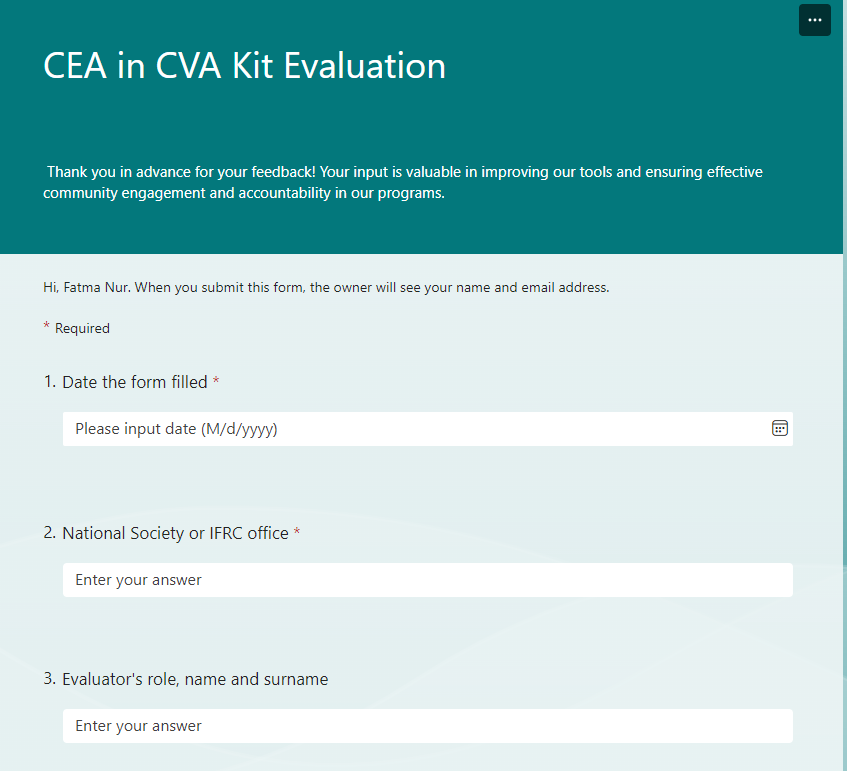 CEA in CVA Kit Evaluation
Thank you in advance for your feedback! Your input is valuable in improving our tools and ensuring effective
community engagement and accountability in our programs.
Hi, Fatma Nur. When you submit this form, the owner will see your name and email address.
* Required
1. Date the form filled *
Please input date (M/d/yyyy)
2. National Society or IFRC office *
Enter your answer
3. Evaluator's role, name and surname
Enter your answer